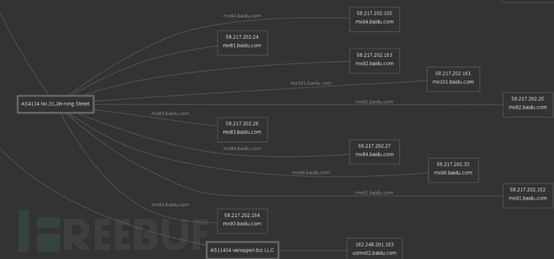 mx94.baidu.com
58.217.202.155
mx94.baidu.com
58.217.202.24
mx81.baidu.com
58.217.202.153
mx92.baidu.com
mx101.baidu.com
58.217.202.161
mx101.baidu.com
AS4134 No.31,Jin-rong Street
mx82.baidu.com
58.217.202.25
mx82.baidu.com
mx83.baidu.com
58.217.202.26
mx83.baidu.com
mx84.baidu.com
58.217.202.27
mx84.baidu.com
mx90.baidu.com
58.217.202.33
mx90.baidu.com
mx91.baidu.com
58.217.202.152
mx91.baidu.com
mx93.baidu.com
58.217.202.154
mx93.baidu.com
REEBUF
AS11404 vanoppen.biz LLC
162.248.201.163
usmx02.baidu.com